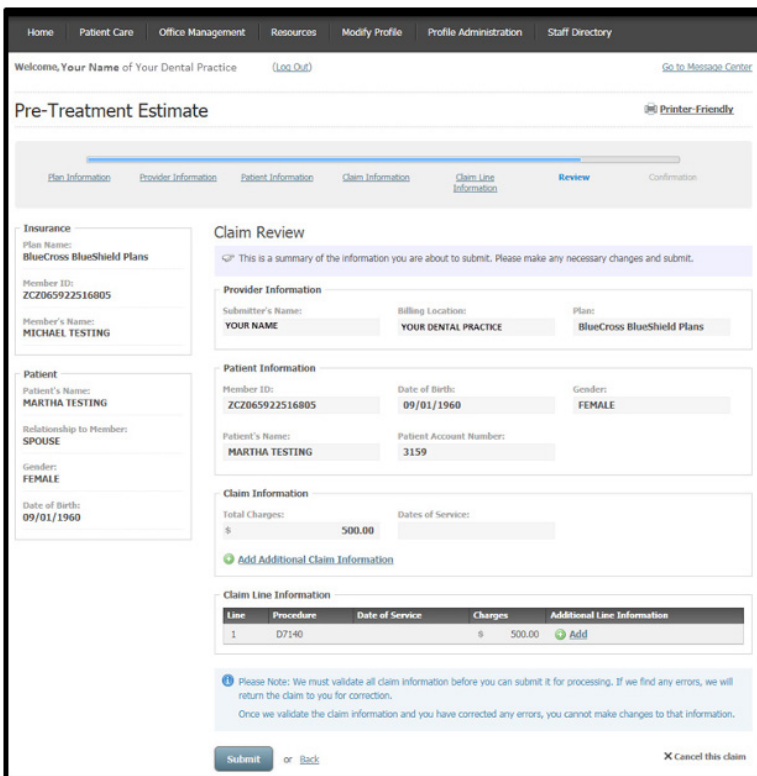 Home Patient Care Office Management Resources Modify Profile Profile Administration Staff Directory
Welcome, Your Name of Your Dental Practice (Log Out) Go to Message Center
Pre-Treatment Estimate Printer-Friendly
Plan Information Provider Information Patient Information Claim Information Claim Line Information Review Confirmation
Insurance
Plan Name:
BlueCross BlueShield Plans
Member ID:
ZCZ065922516805
Member's Name:
MICHAEL TESTING
Patient
Patient's Name:
MARTHA TESTING
Relationship to Member:
SPOUSE
Gender:
FEMALE
Date of Birth:
09/01/1960
Claim Review
This is a summary of the information you are about to submit. Please make any necessary changes and submit.
Provider Information
Submitter's Name: Billing Location: Plan:
YOUR NAME YOUR DENTAL PRACTICE BlueCross BlueShield Plans
Patient Information
Member ID: Date of Birth: Gender:
ZCZ065922516805 09/01/1960 FEMALE
Patient's Name: Patient Account Number:
MARTHA TESTING 3159
Claim Information
Total Charges: Dates of Service:
$ 500.00
Add Additional Claim Information
Claim Line Information
Line Procedure Date of Service Charges Additional Line Information
1 D7140 $ 500.00 Add
Please Note: We must validate all claim information before you can submit it for processing. If we find any errors, we will
return the claim to you for correction.
Once we validate the claim information and you have corrected any errors, you cannot make changes to that information.
Submit or Back X Cancel this claim